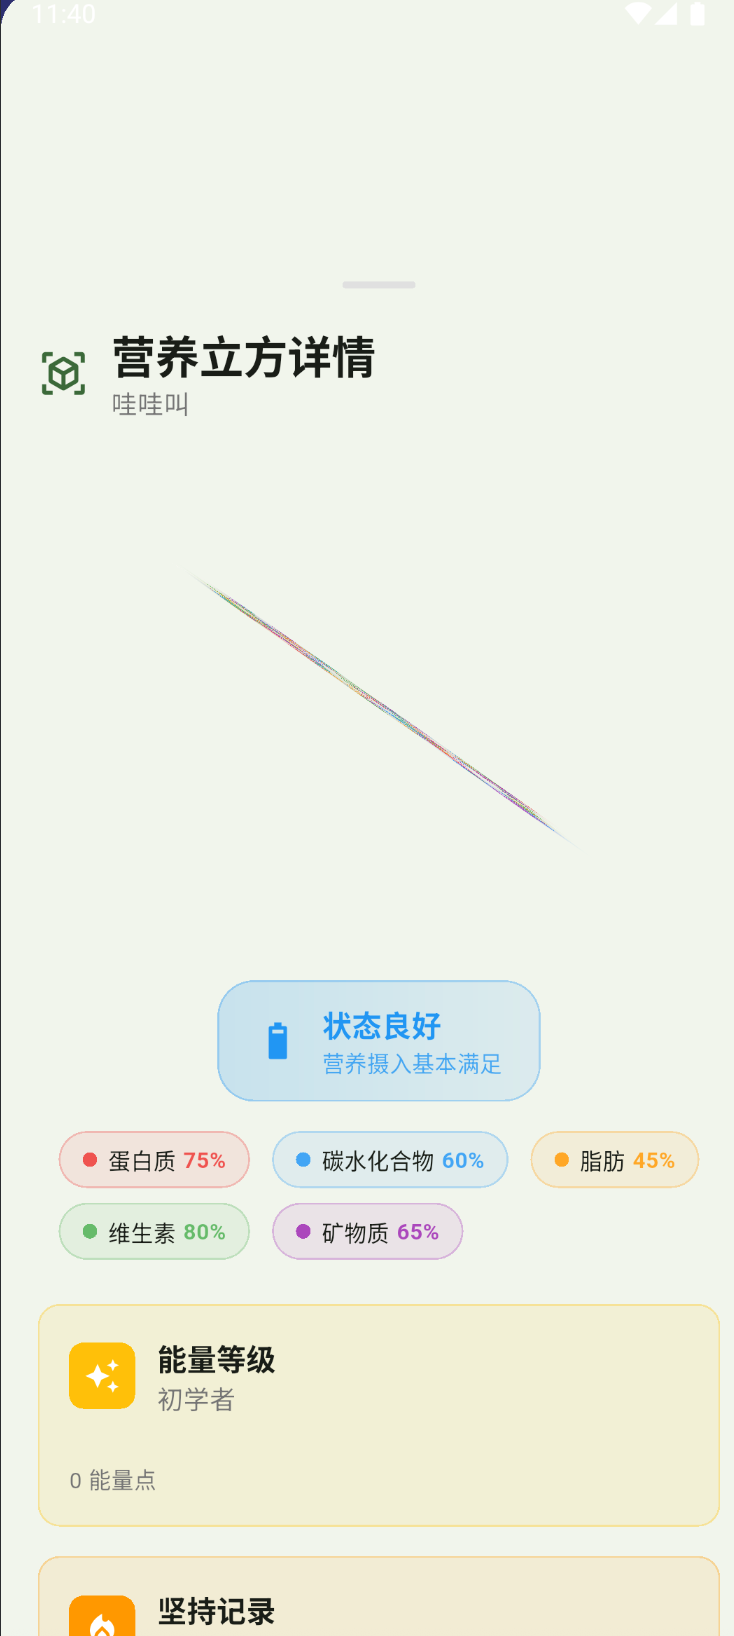 11:40
营养立方详情
哇哇叫
状态良好
营养摄入基本满足
蛋白质 75%
碳水化合物 60%
脂肪 45%
维生素 80%
矿物质 65%
能量等级
初学者
0 能量点
坚持记录